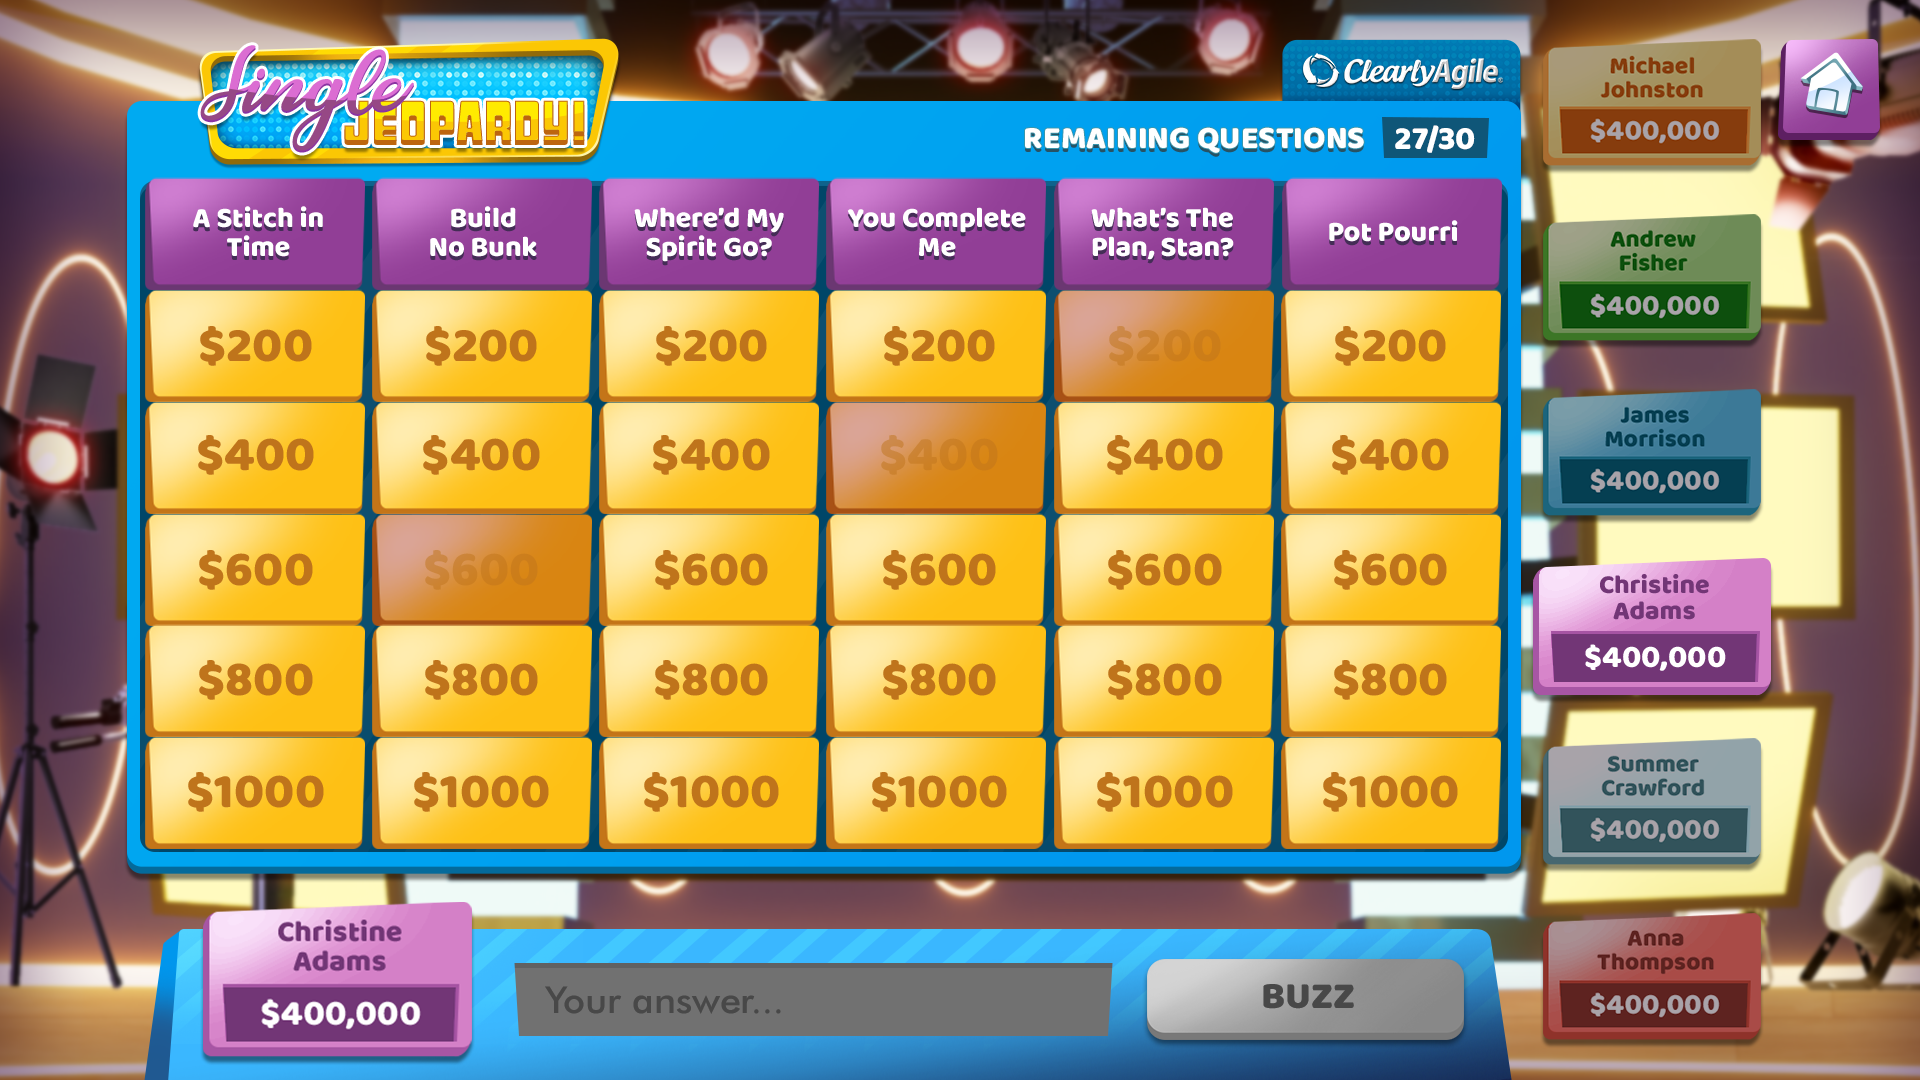 Jingle
JEOPARDY!
ClearlyAgile
REMAINING QUESTIONS 27/30
A Stitch in
Time
Build
No Bunk
Where'd My
Spirit Go?
You Complete
Me
What's The
Plan, Stan?
Pot Pourri
$200 $200 $200 $200 $200 $200
$400 $400 $400 $400 $400 $400
$600 $600 $600 $600 $600 $600
$800 $800 $800 $800 $800 $800
$1000 $1000 $1000 $1000 $1000 $1000
Michael
Johnston
$400,000
Andrew
Fisher
$400,000
James
Morrison
$400,000
Christine
Adams
$400,000
Summer
Crawford
$400,000
Anna
Thompson
$400,000
Christine
Adams
$400,000
Your answer...
BUZZ